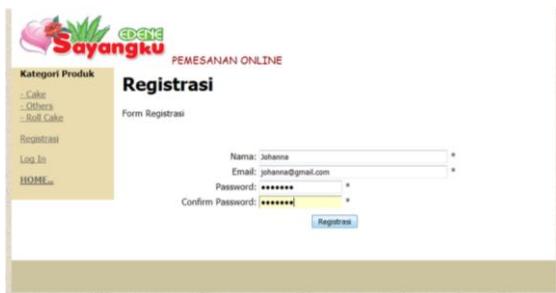 EDENE
Sayangku
PEMESANAN ONLINE
Kategori Produk
- Cake
- Others
- Roll Cake
Registrasi
Log In
HOME..
Registrasi
Form Registrasi
Nama: Johanna *
Email: johanna@gmail.com *
Password: ●●●●●●● *
Confirm Password: ●●●●●●● *
Registrasi